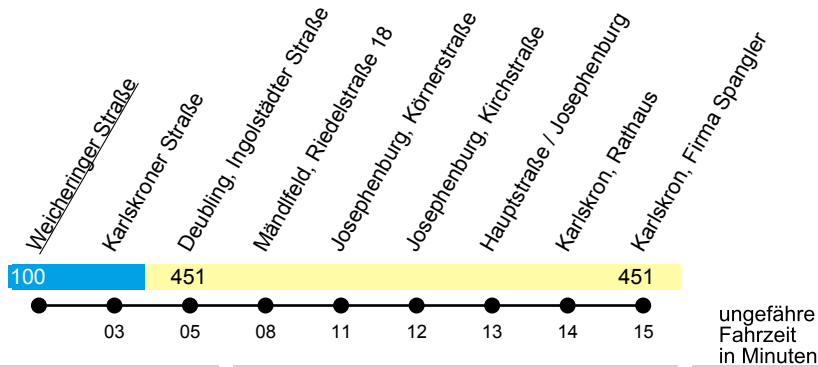 Weicheringer Straße
Karlskroner Straße
Deubling, Ingolstädter Straße
Mändlfeld, Riedelstraße 18
Josephenburg, Körnerstraße
Josephenburg, Kirchstraße
Hauptstraße / Josephenburg
Karlskron, Rathaus
Karlskron, Firma Spangler
100 451 451
03 05 08 11 12 13 14 15
ungefähre
Fahrzeit
in Minuten